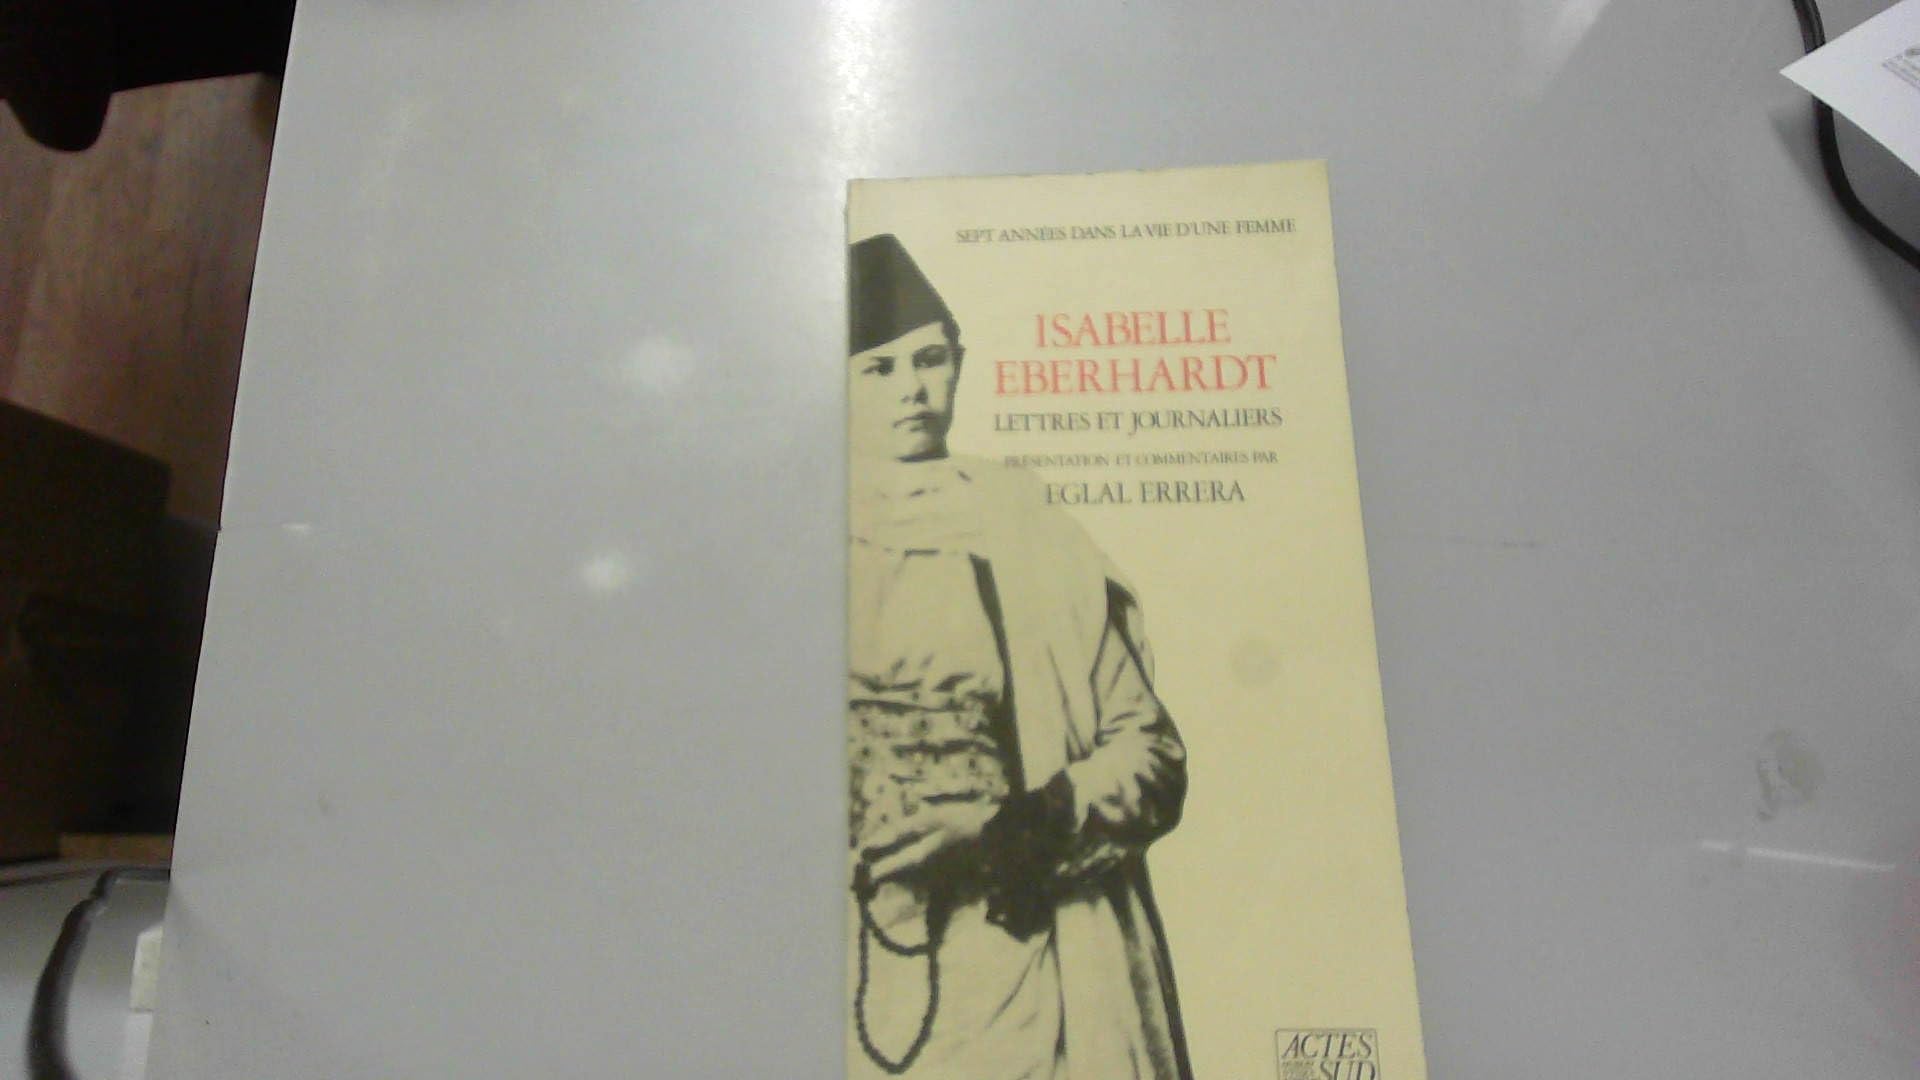 SEPT ANNÉES DANS LA VIE D'UNE FEMME
ISABELLE
EBERHARDT
LETTRES ET JOURNALIERS
PRÉSENTATION ET COMMENTAIRES PAR
EGLAL ERRERA
ACTES
SUD